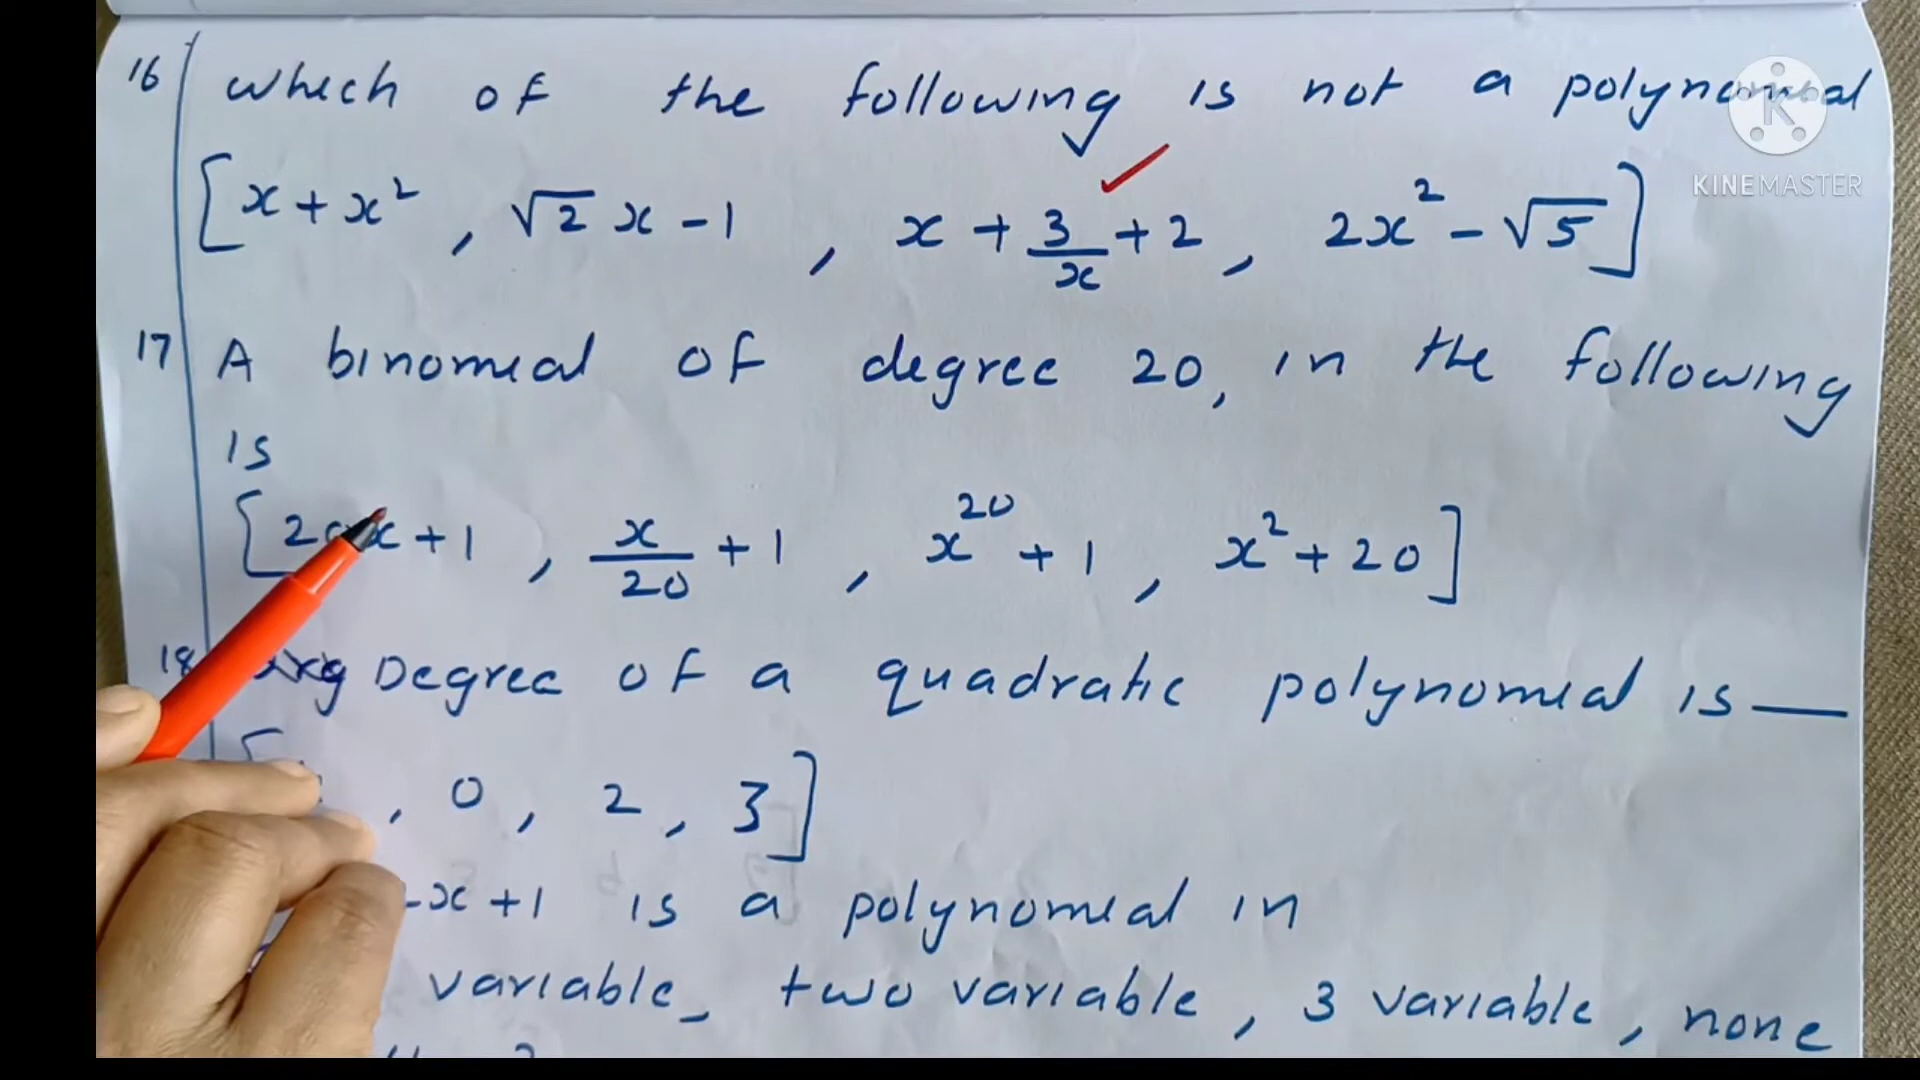 16 which of the following is not a polynomial
[x + x², √2 x - 1, x + 3/x + 2, 2x² - √5]
KINEMASTER
17 A binomial of degree 20, in the following
is
[20x + 1, x/20 + 1, x²⁰ + 1, x² + 20]
18 Degree of a quadratic polynomial is —
, 0, 2, 3]
-x + 1 is a polynomial in
variable, two variable, 3 variable, none